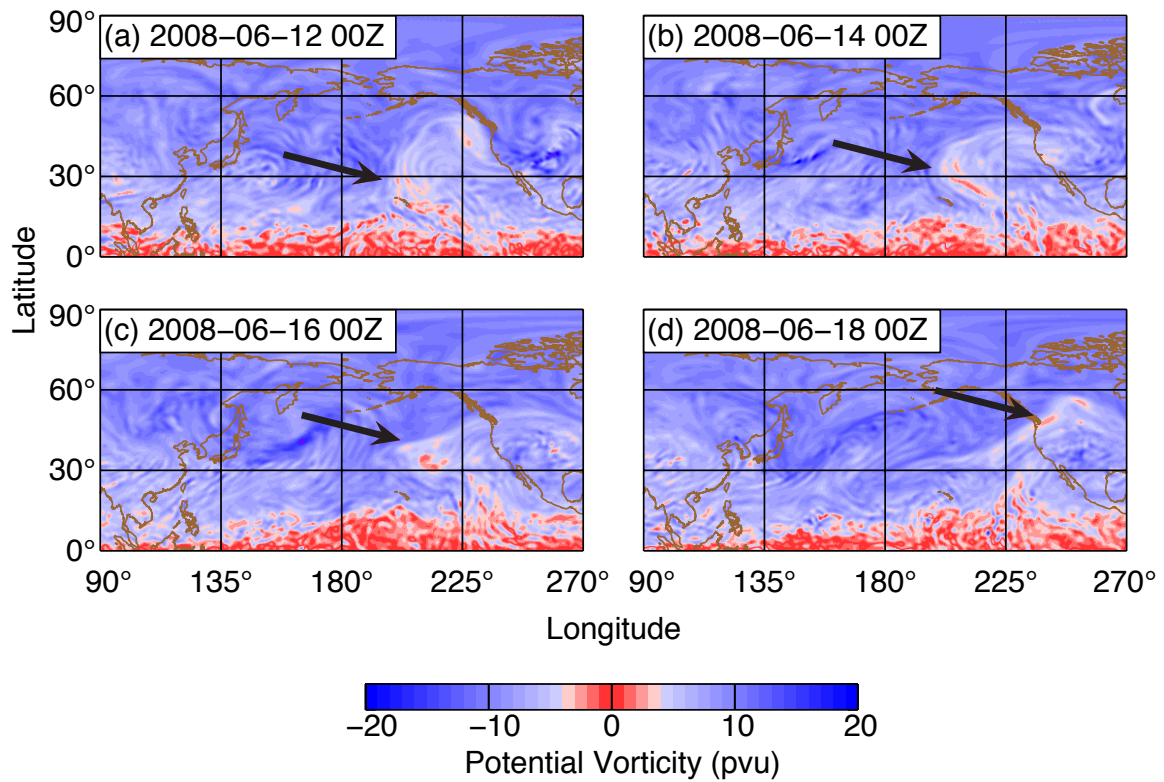 90°
(a) 2008−06−12 00Z
(b) 2008−06−14 00Z
60°
30°
0°
Latitude
90°
(c) 2008−06−16 00Z
(d) 2008−06−18 00Z
60°
30°
0°
90° 135° 180° 225° 270°
90° 135° 180° 225° 270°
Longitude
−20 −10 0 10 20
Potential Vorticity (pvu)